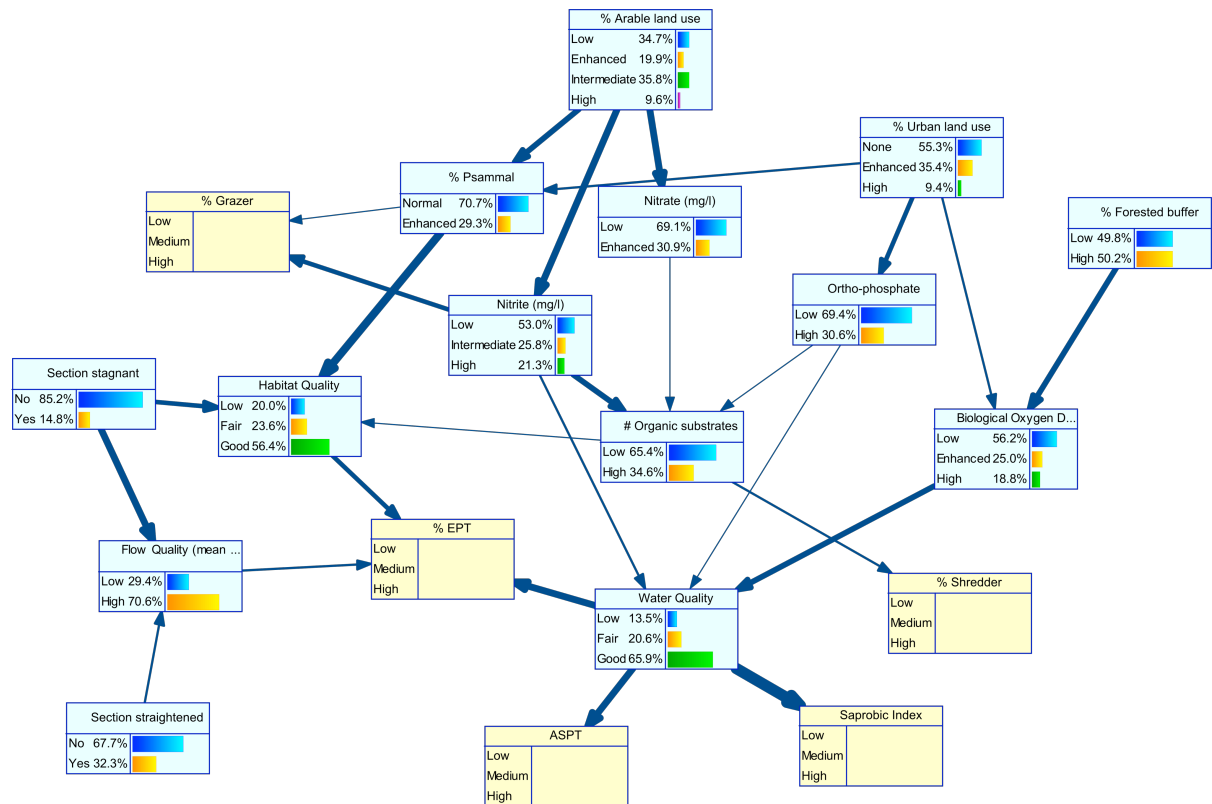 % Arable land use
Low 34.7%
Enhanced 19.9%
Intermediate 35.8%
High 9.6%
% Urban land use
None 55.3%
Enhanced 35.4%
High 9.4%
% Psammal
Normal 70.7%
Enhanced 29.3%
% Grazer
Low
Medium
High
Nitrate (mg/l)
Low 69.1%
Enhanced 30.9%
% Forested buffer
Low 49.8%
High 50.2%
Ortho-phosphate
Low 69.4%
High 30.6%
Nitrite (mg/l)
Low 53.0%
Intermediate 25.8%
High 21.3%
Section stagnant
No 85.2%
Yes 14.8%
Habitat Quality
Low 20.0%
Fair 23.6%
Good 56.4%
# Organic substrates
Low 65.4%
High 34.6%
Biological Oxygen D...
Low 56.2%
Enhanced 25.0%
High 18.8%
% EPT
Low
Medium
High
Flow Quality (mean ...
Low 29.4%
High 70.6%
% Shredder
Low
Medium
High
Water Quality
Low 13.5%
Fair 20.6%
Good 65.9%
Section straightened
No 67.7%
Yes 32.3%
ASPT
Low
Medium
High
Saprobic Index
Low
Medium
High